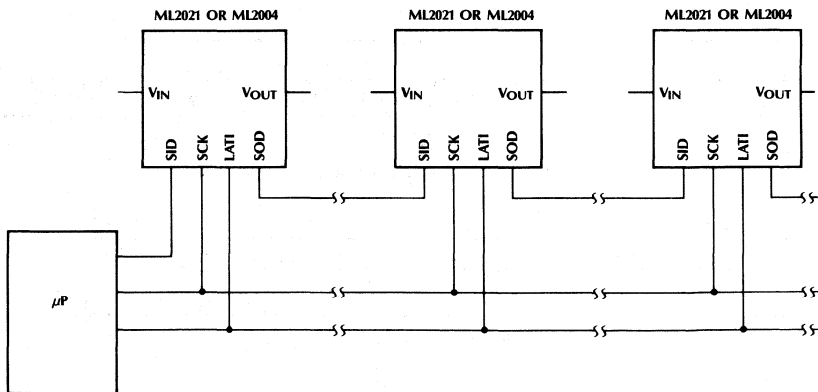 ML2021 OR ML2004 ML2021 OR ML2004 ML2021 OR ML2004
VIN VOUT VIN VOUT VIN VOUT
SID SCK LATI SOD SID SCK LATI SOD SID SCK LATI SOD
μP